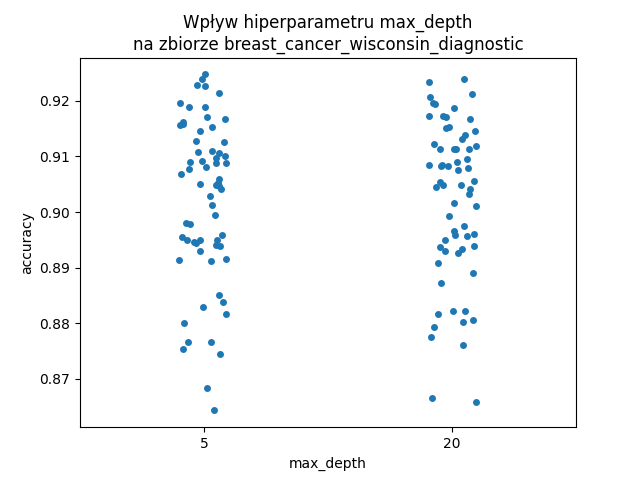 Wpływ hiperparametru max_depth
na zbiorze breast_cancer_wisconsin_diagnostic
0.92
0.91
0.90
0.89
0.88
0.87
accuracy
5
20
max_depth